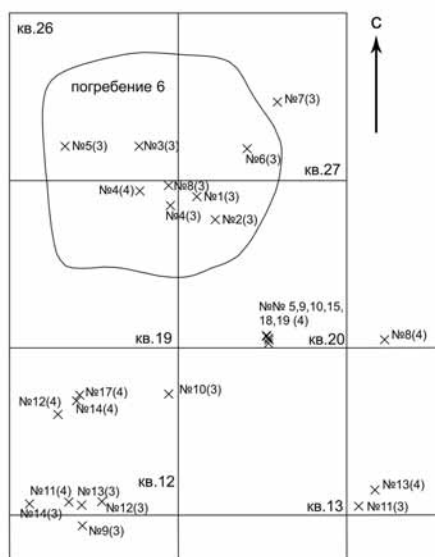 кв.26
С
погребение 6
№7(3)
№5(3)
№3(3)
№6(3)
кв.27
№4(4)
№8(3)
№1(3)
№4(3)
№2(3)
№№ 5,9,10,15,
18,19 (4)
кв.19
кв.20
№8(4)
№17(4)
№10(3)
№12(4)
№14(4)
кв.12
№13(4)
№11(4)
№13(3)
№14(3)
№12(3)
кв.13
№11(3)
№9(3)